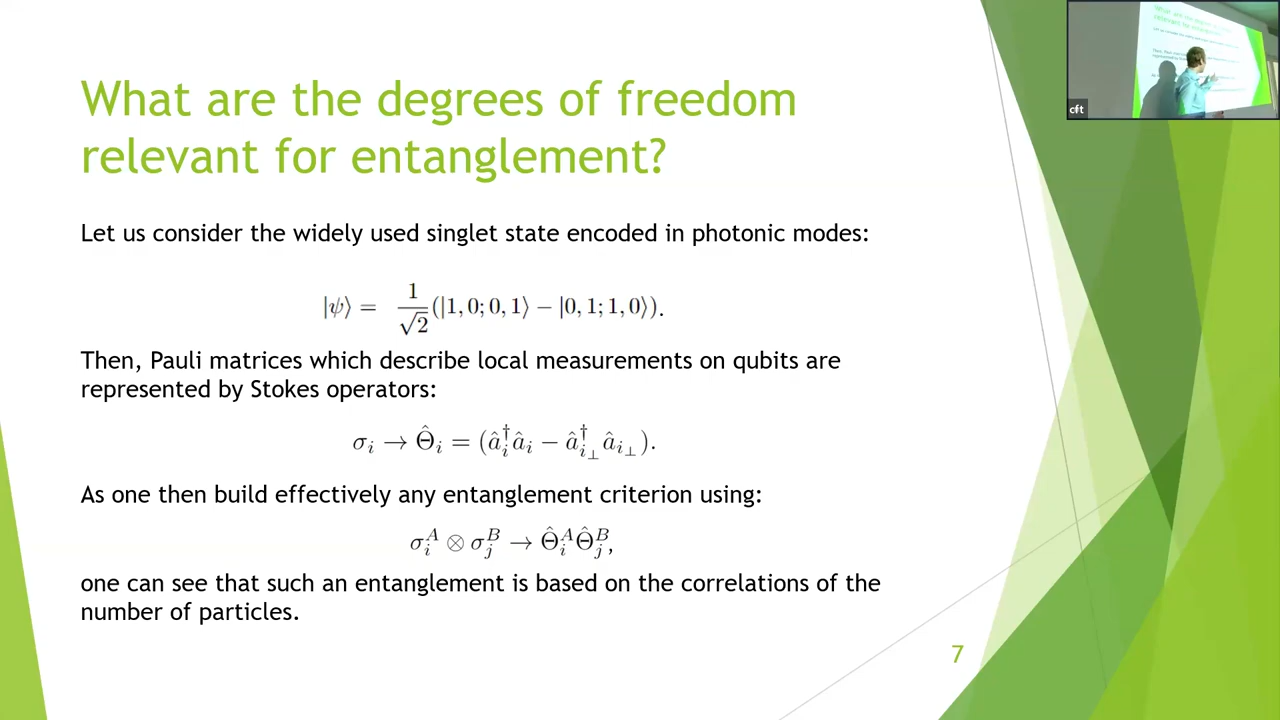 What are the degrees of freedom
relevant for entanglement?
Let us consider the widely used singlet state encoded in photonic modes:
|ψ⟩ = 1/√2 (|1, 0; 0, 1⟩ − |0, 1; 1, 0⟩).
Then, Pauli matrices which describe local measurements on qubits are
represented by Stokes operators:
σ_i → Θ̂_i = (â_i^† â_i − â_{i⊥}^† â_{i⊥}).
As one then build effectively any entanglement criterion using:
σ_i^A ⊗ σ_j^B → Θ̂_i^A Θ̂_j^B,
one can see that such an entanglement is based on the correlations of the
number of particles.
7
cft